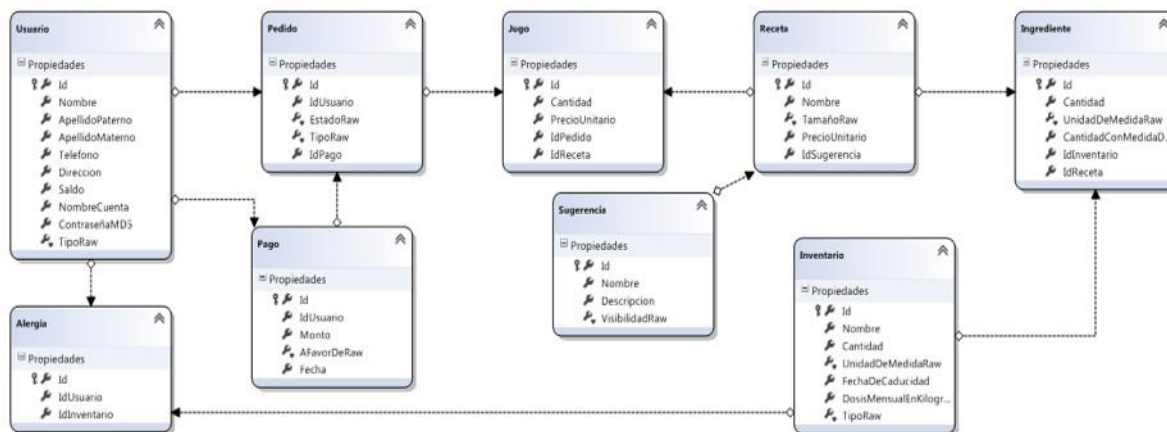 Usuario
Propiedades
Id
Nombre
ApellidoPaterno
ApellidoMaterno
Telefono
Direccion
Saldo
NombreCuenta
ContraseñaMD5
TipoRaw
Pedido
Propiedades
Id
IdUsuario
EstadoRaw
TipoRaw
IdPago
Jugo
Propiedades
Id
Cantidad
PrecioUnitario
IdPedido
IdReceta
Receta
Propiedades
Id
Nombre
TamañoRaw
PrecioUnitario
IdSugerencia
Ingrediente
Propiedades
Id
Cantidad
UnidadDeMedidaRaw
CantidadConMedidaD...
IdInventario
IdReceta
Pago
Propiedades
Id
IdUsuario
Monto
AFavorDeRaw
Fecha
Sugerencia
Propiedades
Id
Nombre
Descripcion
VisibilidadRaw
Inventario
Propiedades
Id
Nombre
Cantidad
UnidadDeMedidaRaw
FechaDeCaducidad
DosisMensualEnKilogr...
TipoRaw
Alergia
Propiedades
Id
IdUsuario
IdInventario